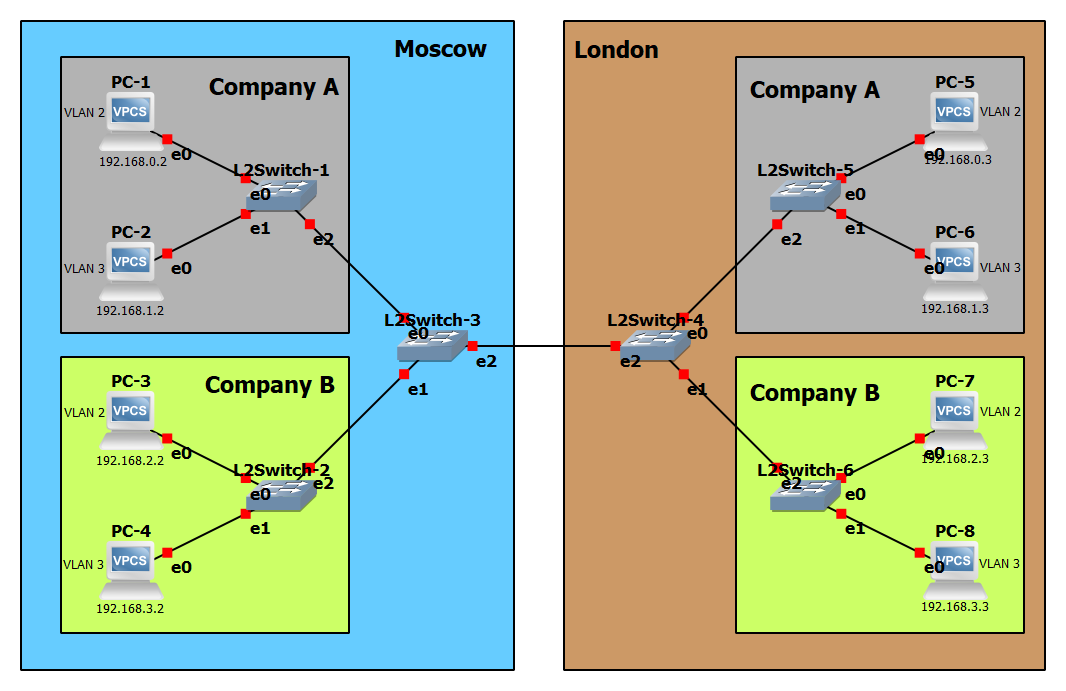 Moscow
Company A
PC-1
VLAN 2
VPCS
192.168.0.2
e0
L2Switch-1
e0
e1
e2
PC-2
VLAN 3
VPCS
e0
192.168.1.2
L2Switch-3
e0
e2
e1
Company B
PC-3
VLAN 2
VPCS
192.168.2.2
e0
L2Switch-2
e0
e2
e1
PC-4
VLAN 3
VPCS
e0
192.168.3.2
London
Company A
PC-5
VPCS
VLAN 2
e0
192.168.0.3
L2Switch-5
e0
e1
e2
PC-6
VPCS
VLAN 3
e0
192.168.1.3
L2Switch-4
e0
e2
e1
Company B
PC-7
VPCS
VLAN 2
e0
192.168.2.3
L2Switch-6
e2
e0
e1
PC-8
VPCS
VLAN 3
e0
192.168.3.3